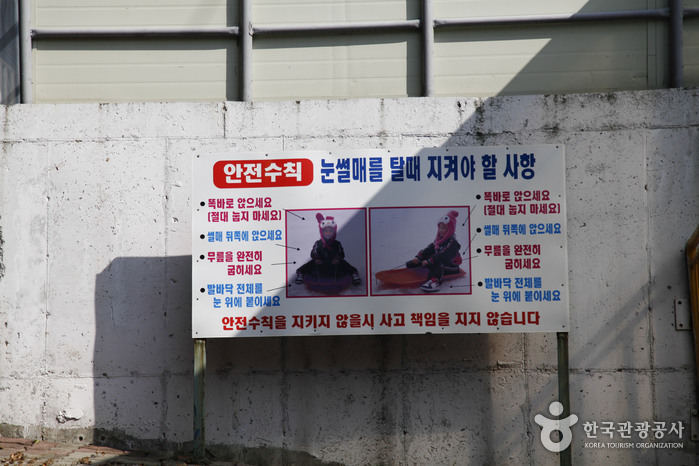 안전수칙 눈썰매를 탈때 지켜야 할 사항
• 똑바로 앉으세요
(절대 눕지 마세요)
• 썰매 뒤쪽에 앉으세요
• 무릎을 완전히
굽히세요
• 발바닥 전체를
눈 위에 붙이세요
• 똑바로 앉으세요
(절대 눕지 마세요)
• 썰매 뒤쪽에 앉으세요
• 무릎을 완전히
굽히세요
• 발바닥 전체를
눈 위에 붙이세요
안전수칙을 지키지 않을시 사고 책임을 지지 않습니다
한국관광공사
KOREA TOURISM ORGANIZATION